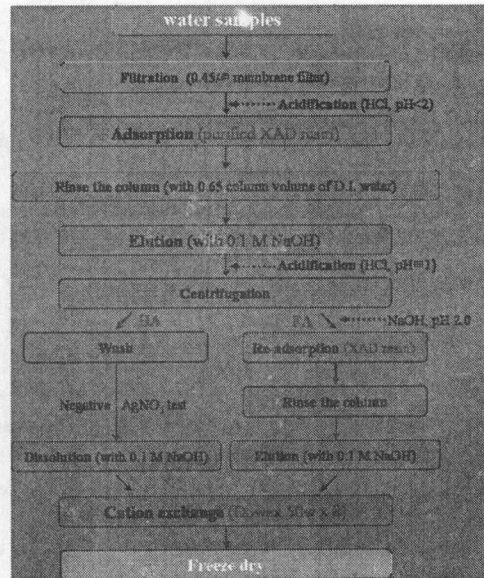 water samples
Filtration (0.45㎛ membrane filter)
Acidification (HCl, pH<2)
Adsorption (purified XAD resin)
Rinse the column (with 0.65 column volume of D.I. water)
Elution (with 0.1 M NaOH)
Acidification (HCl, pH=1)
Centrifugation
HA
FA
NaOH, pH 2.0
Wash
Re-adsorption (XAD resin)
Rinse the column
Negative AgNO₃ test
Dissolution (with 0.1 M NaOH)
Elution (with 0.1 M NaOH)
Cation exchange (Dowex 50w x 8)
Freeze dry